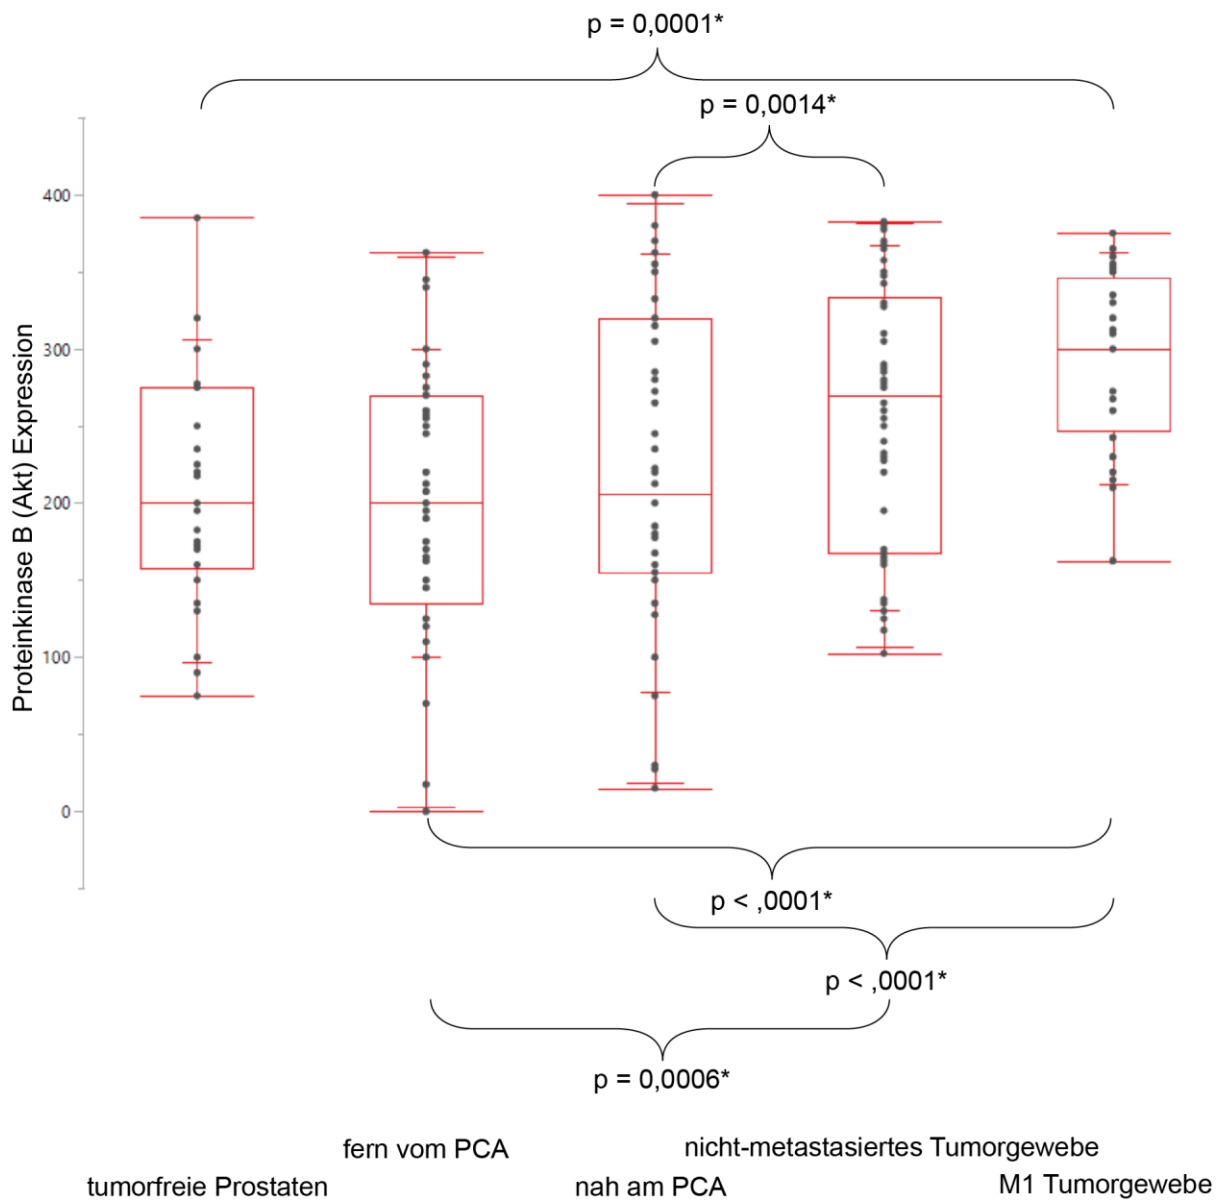 p = 0,0001*
p = 0,0014*
400
300
200
100
0
Proteinkinase B (Akt) Expression
p < ,0001*
p < ,0001*
p = 0,0006*
fern vom PCA
nicht-metastasiertes Tumorgewebe
tumorfreie Prostaten
nah am PCA
M1 Tumorgewebe